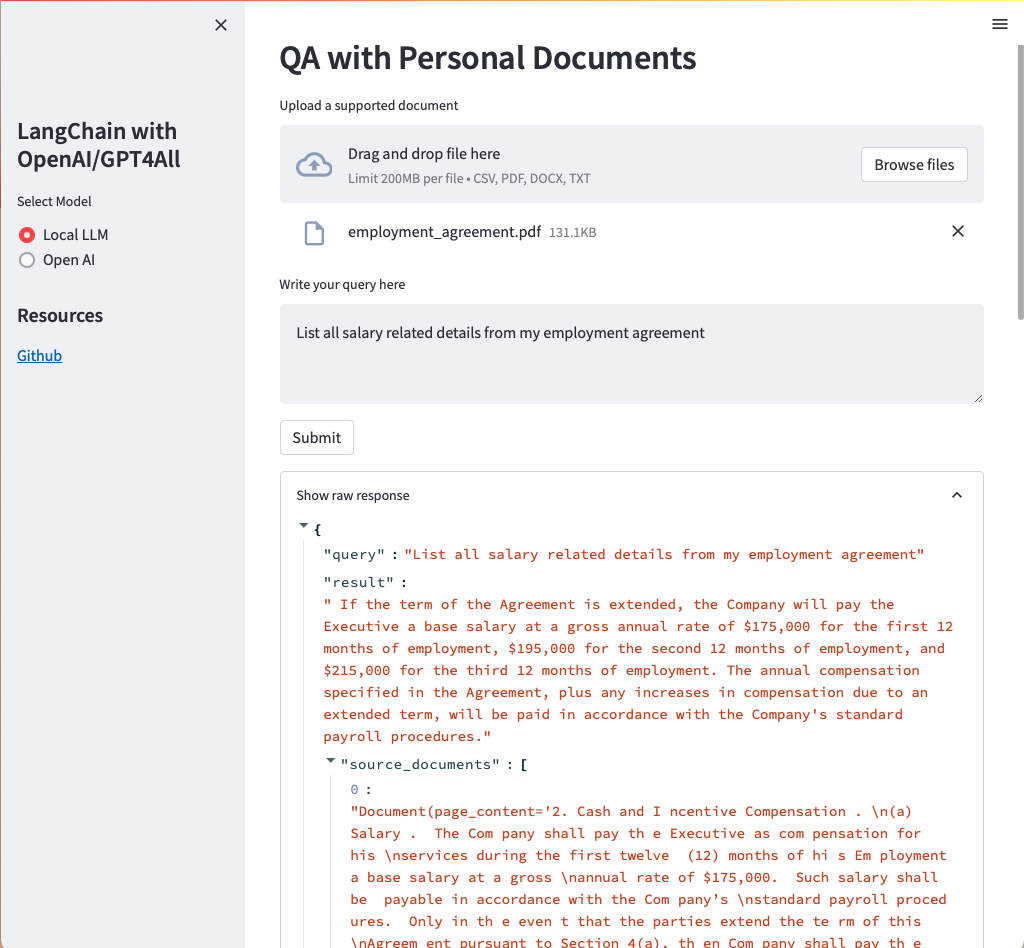 LangChain with
OpenAI/GPT4All
Select Model
Local LLM
Open AI
Resources
Github
QA with Personal Documents
Upload a supported document
Drag and drop file here
Limit 200MB per file • CSV, PDF, DOCX, TXT
Browse files
employment_agreement.pdf 131.1KB
Write your query here
List all salary related details from my employment agreement
Submit
Show raw response
{
"query" : "List all salary related details from my employment agreement"
"result" :
" If the term of the Agreement is extended, the Company will pay the
Executive a base salary at a gross annual rate of $175,000 for the first 12
months of employment, $195,000 for the second 12 months of employment, and
$215,000 for the third 12 months of employment. The annual compensation
specified in the Agreement, plus any increases in compensation due to an
extended term, will be paid in accordance with the Company's standard
payroll procedures."
"source_documents" : [
0 :
"Document(page_content='2. Cash and I ncentive Compensation . \n(a)
Salary .  The Com pany shall pay th e Executive as com pensation for
his \nservices during the first twelve  (12) months of hi s Em ployment
a base salary at a gross \nannual rate of $175,000.  Such salary shall
be  payable in accordance with the Com pany’s \nstandard payroll proced
ures.  Only in th e even t that the parties extend the te rm of this
\nAgreem ent pursuant to Section 4(a), th en Com pany shall pay th e